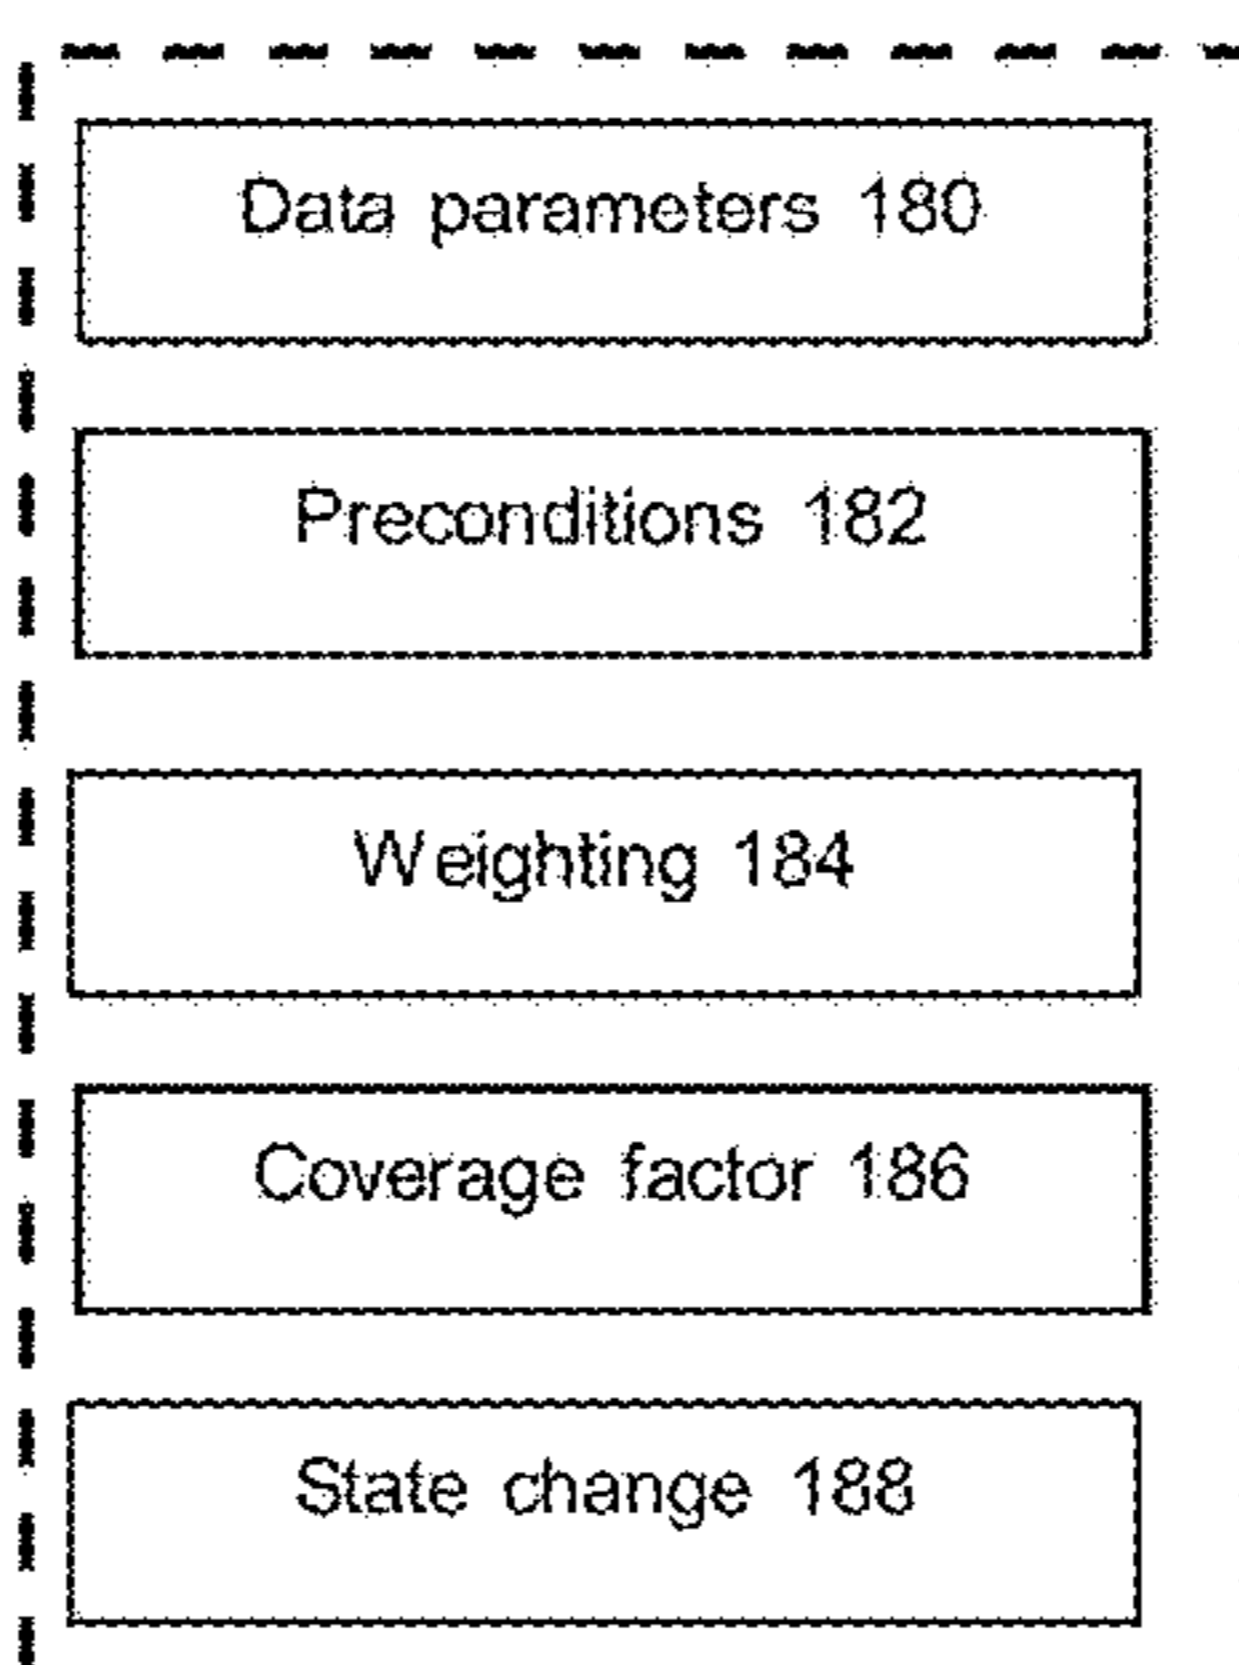 Data parameters 180
Preconditions 182
Weighting 184
Coverage factor 186
State change 188